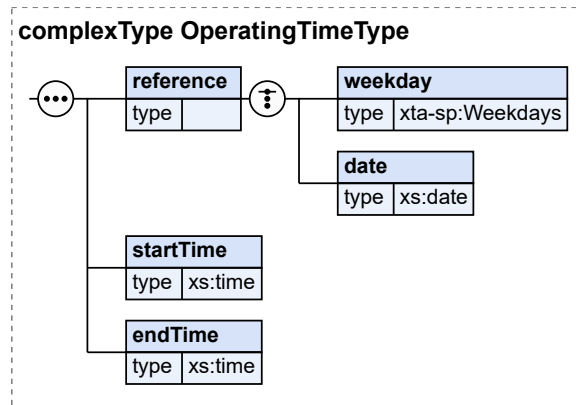 complexType OperatingTimeType
reference
type
weekday
type xta-sp:Weekdays
date
type xs:date
startTime
type xs:time
endTime
type xs:time